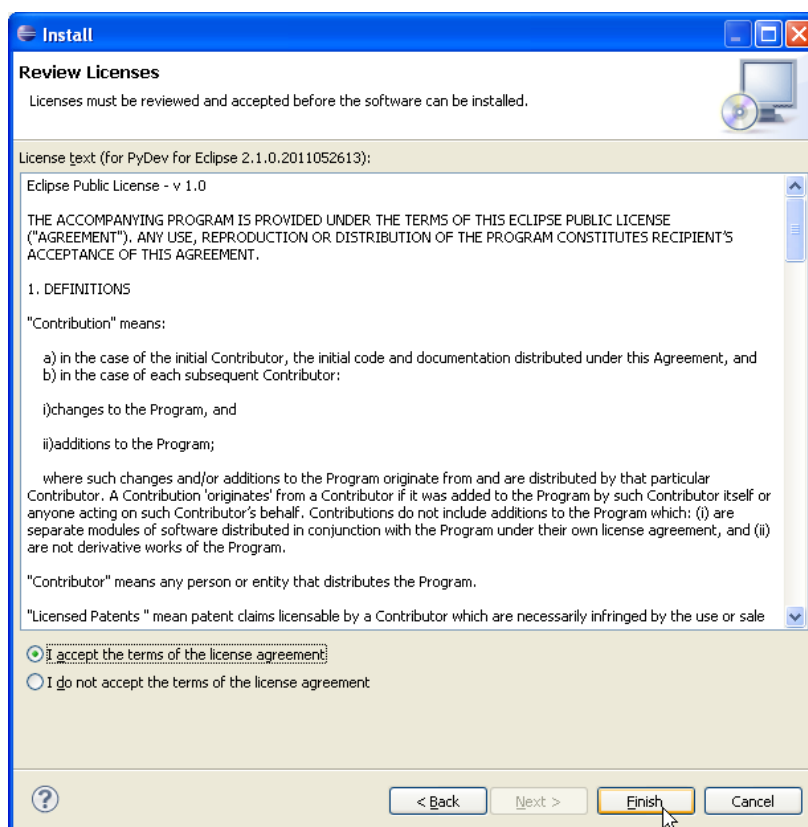 Install
Review Licenses
Licenses must be reviewed and accepted before the software can be installed.
License text (for PyDev for Eclipse 2.1.0.2011052613):
Eclipse Public License - v 1.0
THE ACCOMPANYING PROGRAM IS PROVIDED UNDER THE TERMS OF THIS ECLIPSE PUBLIC LICENSE
("AGREEMENT"). ANY USE, REPRODUCTION OR DISTRIBUTION OF THE PROGRAM CONSTITUTES RECIPIENT'S
ACCEPTANCE OF THIS AGREEMENT.
1. DEFINITIONS
"Contribution" means:
a) in the case of the initial Contributor, the initial code and documentation distributed under this Agreement, and
b) in the case of each subsequent Contributor:
i)changes to the Program, and
ii)additions to the Program;
where such changes and/or additions to the Program originate from and are distributed by that particular
Contributor. A Contribution 'originates' from a Contributor if it was added to the Program by such Contributor itself or
anyone acting on such Contributor's behalf. Contributions do not include additions to the Program which: (i) are
separate modules of software distributed in conjunction with the Program under their own license agreement, and (ii)
are not derivative works of the Program.
"Contributor" means any person or entity that distributes the Program.
"Licensed Patents " mean patent claims licensable by a Contributor which are necessarily infringed by the use or sale
I accept the terms of the license agreement
I do not accept the terms of the license agreement
? < Back Next > Finish Cancel